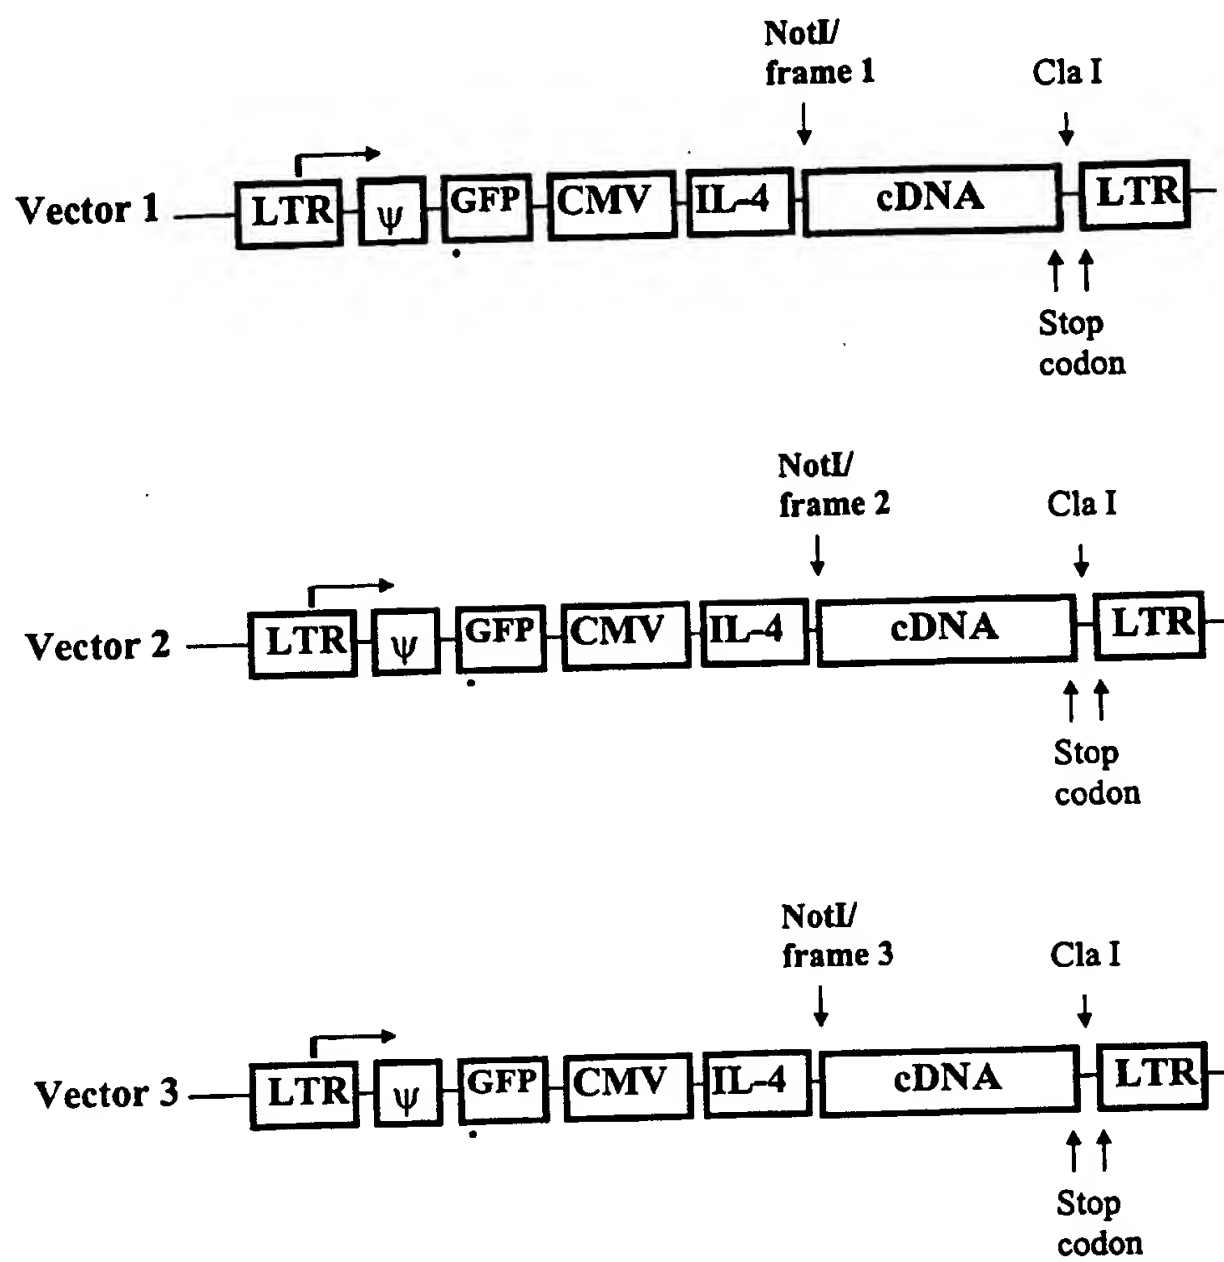 NotI/
frame 1
Cla I
Vector 1 LTR ψ GFP CMV IL-4 cDNA LTR
Stop
codon
NotI/
frame 2
Cla I
Vector 2 LTR ψ GFP CMV IL-4 cDNA LTR
Stop
codon
NotI/
frame 3
Cla I
Vector 3 LTR ψ GFP CMV IL-4 cDNA LTR
Stop
codon